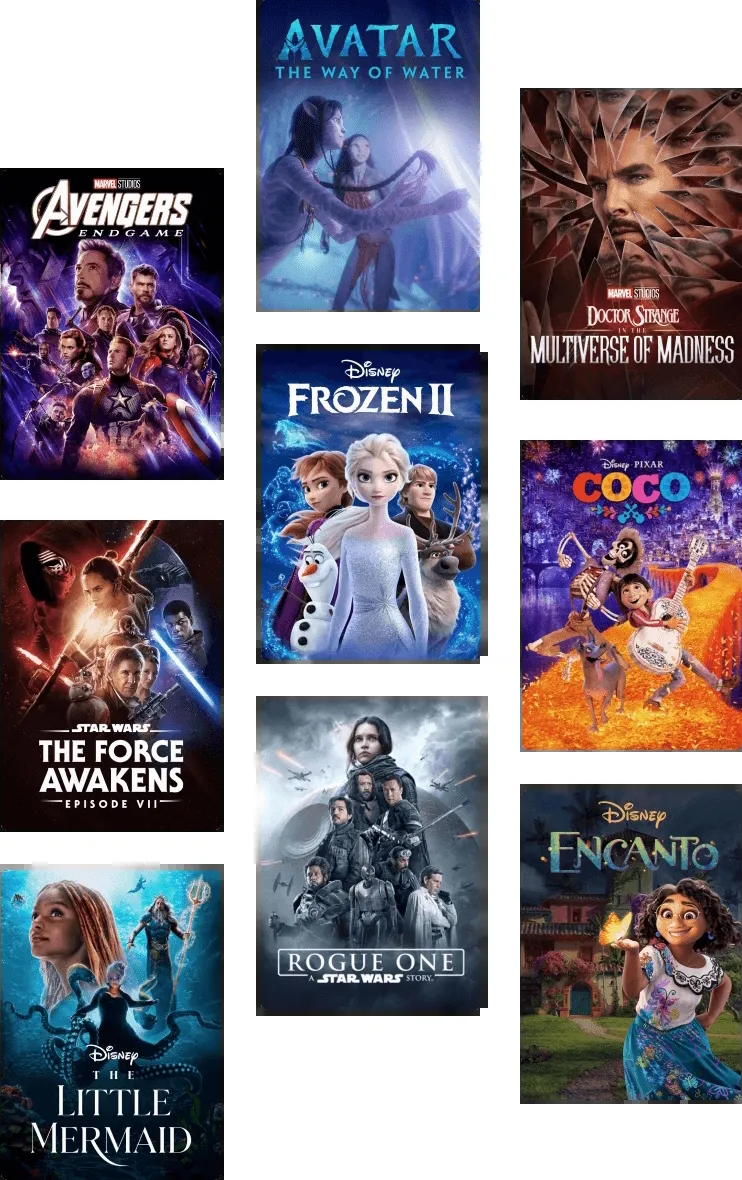 MARVEL STUDIOS
AVENGERS
ENDGAME
STAR WARS
THE FORCE
AWAKENS
EPISODE VII
Disney
THE
LITTLE
MERMAID
AVATAR
THE WAY OF WATER
Disney
FROZEN II
ROGUE ONE
A STAR WARS STORY
MARVEL STUDIOS
DOCTOR STRANGE
IN THE
MULTIVERSE OF MADNESS
Disney · PIXAR
COCO
Disney
ENCANTO